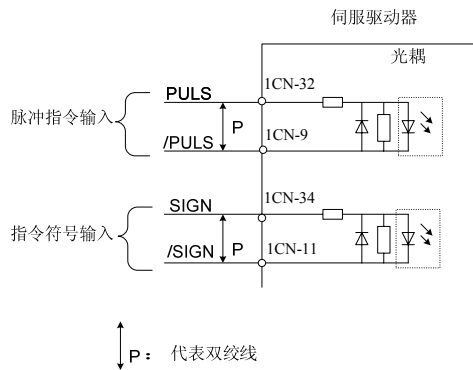 伺服驱动器
光耦
1CN-32
PULS
脉冲指令输入
P
1CN-9
/PULS
1CN-34
SIGN
指令符号输入
P
1CN-11
/SIGN
P： 代表双绞线